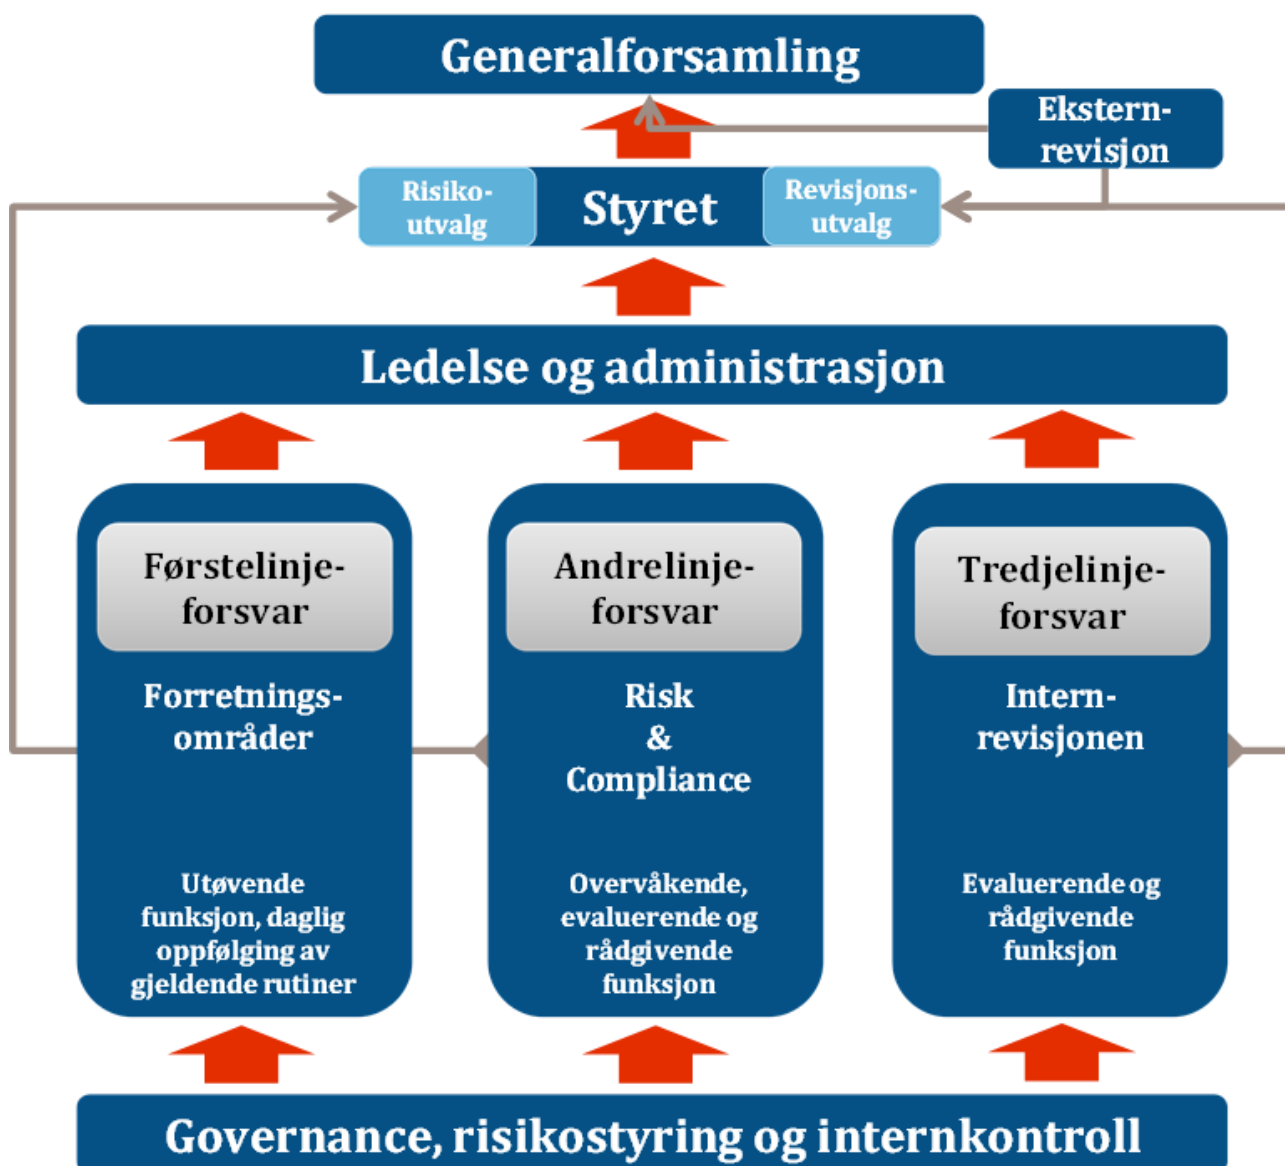 Generalforsamling
Ekstern-
revisjon
Risiko-
utvalg
Styret
Revisjons-
utvalg
Ledelse og administrasjon
Førstelinje-
forsvar
Forretnings-
områder
Utøvende
funksjon, daglig
oppfølging av
gjeldende rutiner
Andrelinje-
forsvar
Risk
&
Compliance
Overvåkende,
evaluerende og
rådgivende
funksjon
Tredjelinje-
forsvar
Intern-
revisjonen
Evaluerende og
rådgivende
funksjon
Governance, risikostyring og internkontroll